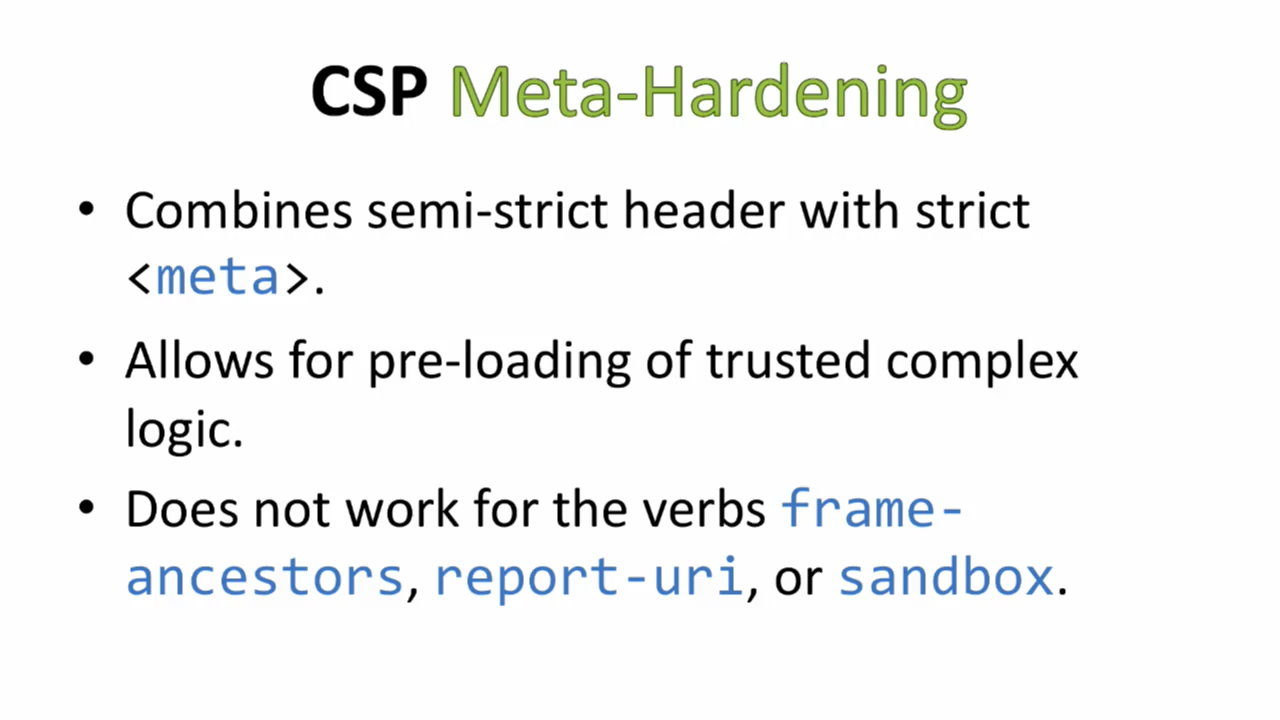 CSP Meta-Hardening
• Combines semi-strict header with strict
<meta>.
• Allows for pre-loading of trusted complex
logic.
• Does not work for the verbs frame-
ancestors, report-uri, or sandbox.